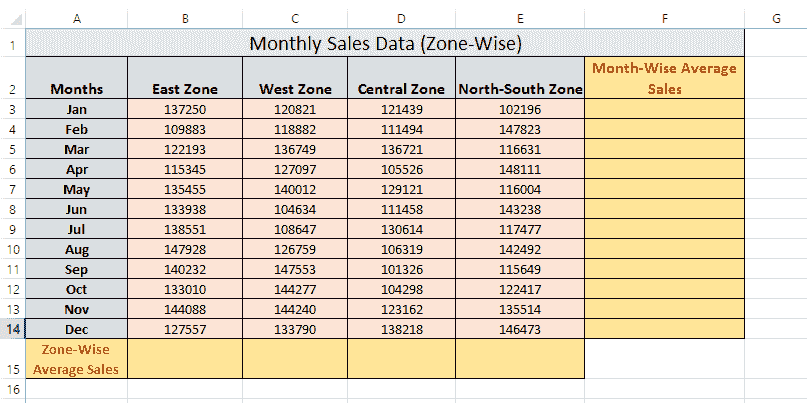 A B C D E F G
1 Monthly Sales Data (Zone-Wise)
Month-Wise Average
2 Months East Zone West Zone Central Zone North-South Zone Sales
3 Jan 137250 120821 121439 102196
4 Feb 109883 118882 111494 147823
5 Mar 122193 136749 136721 116631
6 Apr 115345 127097 105526 148111
7 May 135455 140012 129121 116004
8 Jun 133938 104634 111458 143238
9 Jul 138551 108647 130614 117477
10 Aug 147928 126759 106319 142492
11 Sep 140232 147553 101326 115649
12 Oct 133010 144277 104298 122417
13 Nov 144088 144240 123162 135514
14 Dec 127557 133790 138218 146473
Zone-Wise
15 Average Sales
16